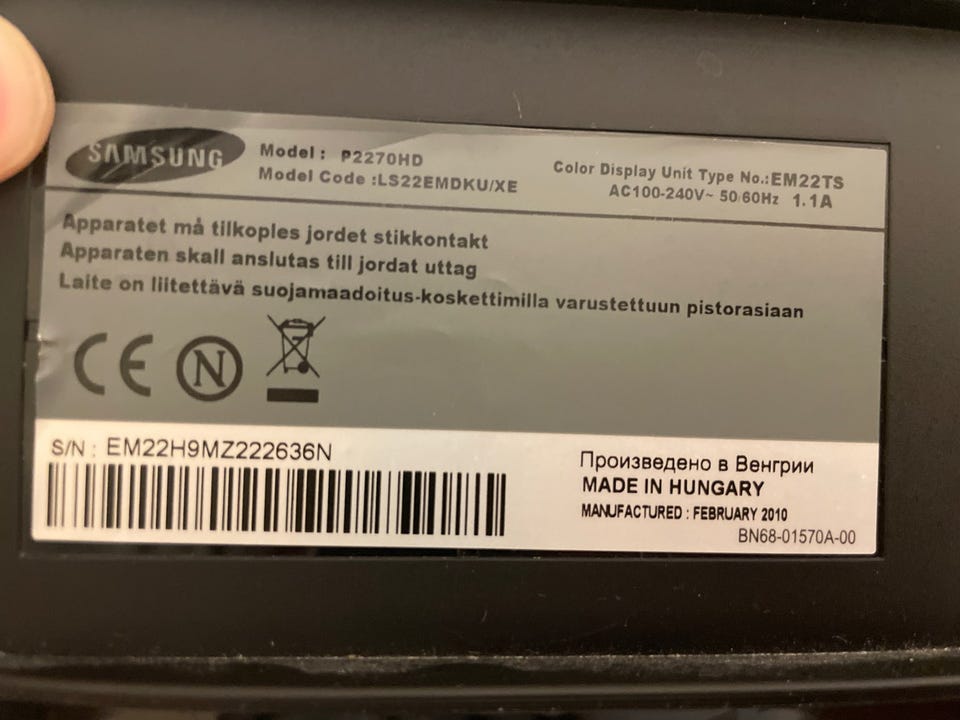 SAMSUNG
Model : P2270HD
Model Code :LS22EMDKU/XE
Color Display Unit Type No.:EM22TS
AC100-240V~ 50/60Hz 1.1A
Apparatet må tilkoples jordet stikkontakt
Apparaten skall anslutas till jordat uttag
Laite on liitettävä suojamaadoitus-koskettimilla varustettuun pistorasiaan
CE N
S/N : EM22H9MZ222636N
Произведено в Венгрии
MADE IN HUNGARY
MANUFACTURED : FEBRUARY 2010
BN68-01570A-00